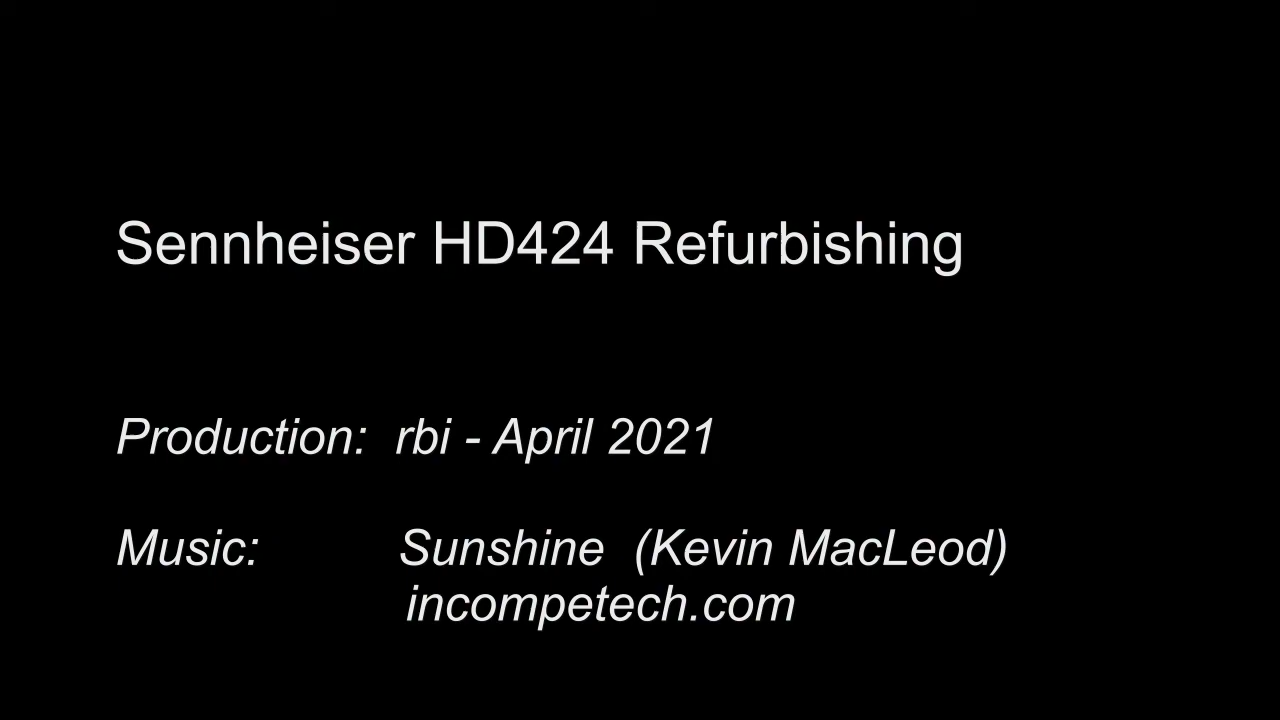 Sennheiser HD424 Refurbishing
Production: rbi - April 2021
Music: Sunshine (Kevin MacLeod)
incompetech.com